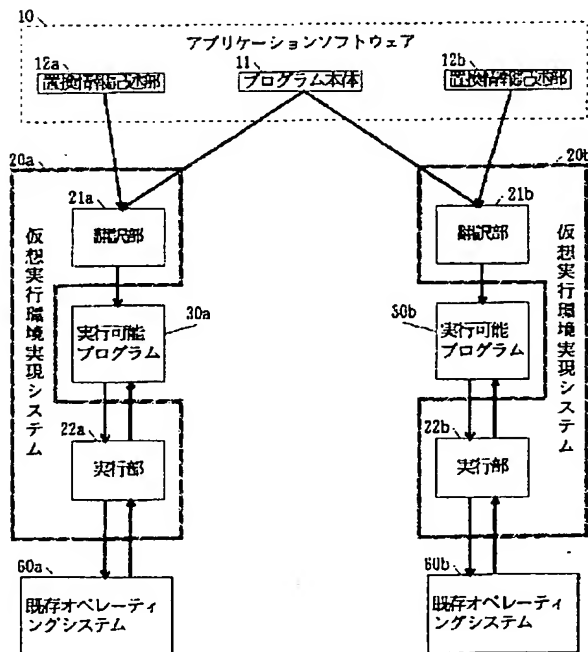 10
アプリケーションソフトウェア
12a
11
12b
置換情報記述部
プログラム本体
置換情報記述部
20a
20b
21a
21b
翻訳部
翻訳部
仮想実行環境実現システム
仮想実行環境実現システム
30a
30b
実行可能
プログラム
実行可能
プログラム
22a
22b
実行部
実行部
60a
60b
既存オペレーティ
ングシステム
既存オペレーティ
ングシステム